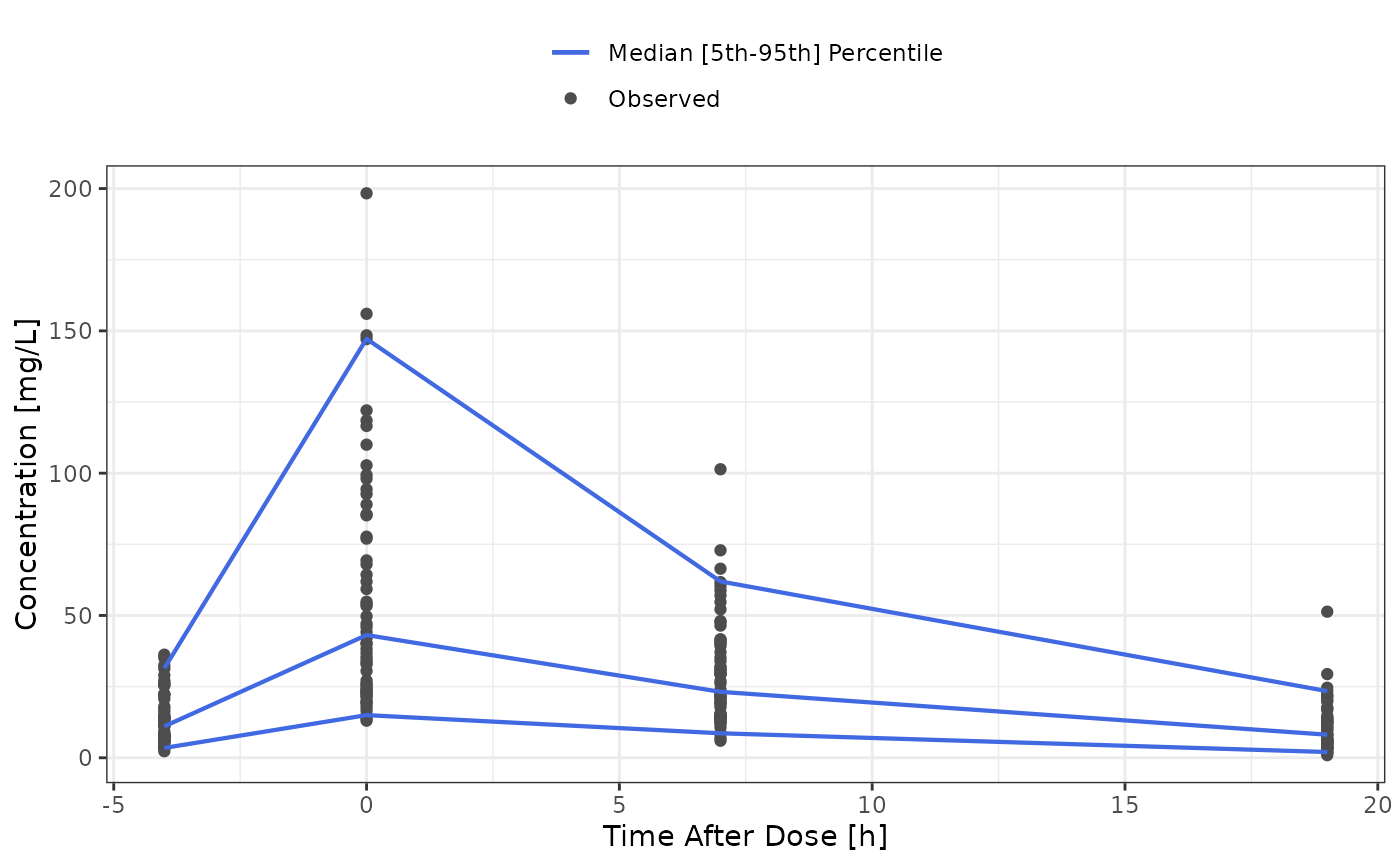 Median [5th-95th] Percentile
Observed
Concentration [mg/L]
200
150
100
50
0
-5 0 5 10 15 20
Time After Dose [h]